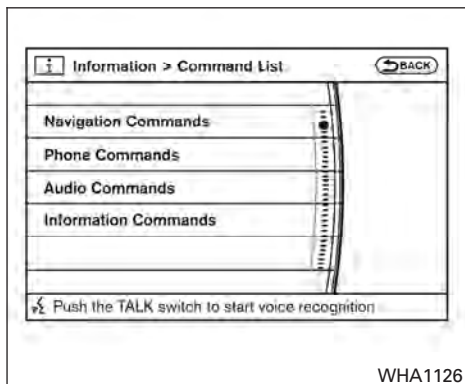 i Information > Command List BACK
Navigation Commands
Phone Commands
Audio Commands
Information Commands
Push the TALK switch to start voice recognition
WHA1126